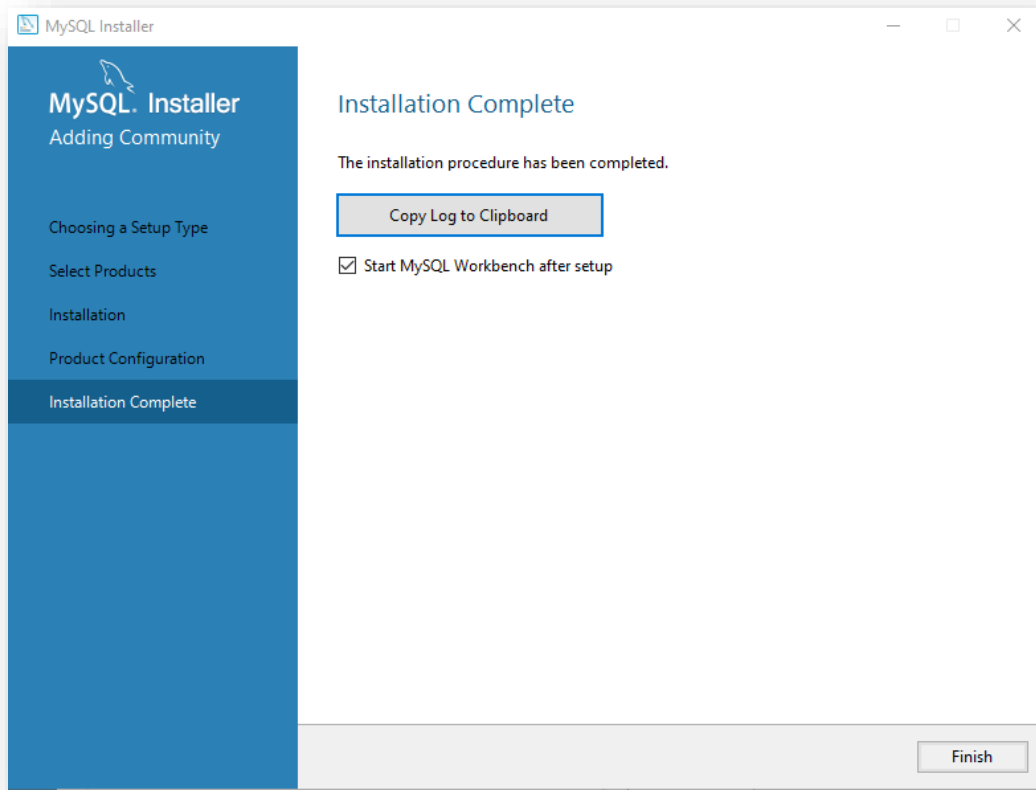 MySQL Installer
MySQL. Installer
Adding Community
Choosing a Setup Type
Select Products
Installation
Product Configuration
Installation Complete
Installation Complete
The installation procedure has been completed.
Copy Log to Clipboard
Start MySQL Workbench after setup
Finish